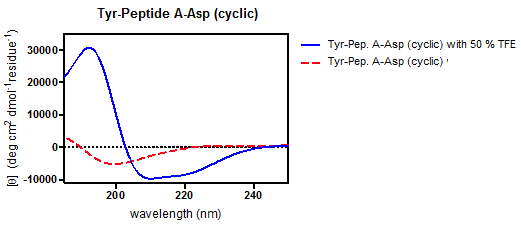 Tyr-Peptide A-Asp (cyclic)
Tyr-Pep. A-Asp (cyclic) with 50 % TFE
Tyr-Pep. A-Asp (cyclic)
[θ] (deg cm2 dmol-1residue-1)
30000
20000
10000
0
-10000
200
220
240
wavelength (nm)